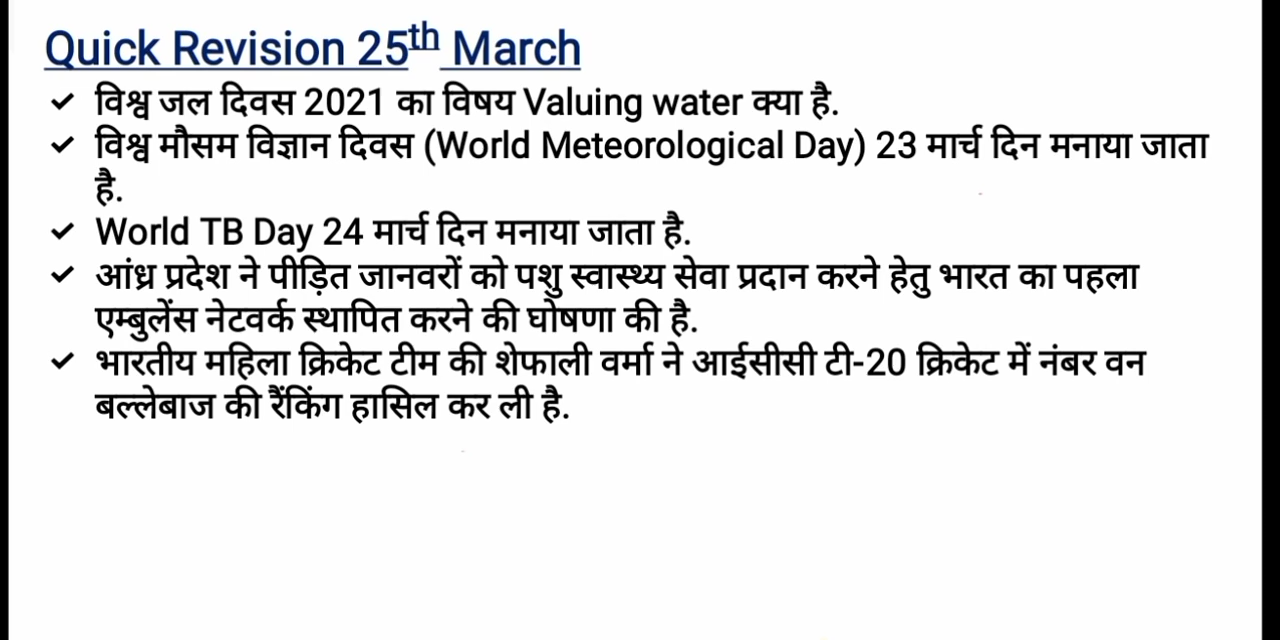 Quick Revision 25th March
✓ विश्व जल दिवस 2021 का विषय Valuing water क्या है.
✓ विश्व मौसम विज्ञान दिवस (World Meteorological Day) 23 मार्च दिन मनाया जाता
है.
✓ World TB Day 24 मार्च दिन मनाया जाता है.
✓ आंध्र प्रदेश ने पीड़ित जानवरों को पशु स्वास्थ्य सेवा प्रदान करने हेतु भारत का पहला
एम्बुलेंस नेटवर्क स्थापित करने की घोषणा की है.
✓ भारतीय महिला क्रिकेट टीम की शेफाली वर्मा ने आईसीसी टी-20 क्रिकेट में नंबर वन
बल्लेबाज की रैंकिंग हासिल कर ली है.